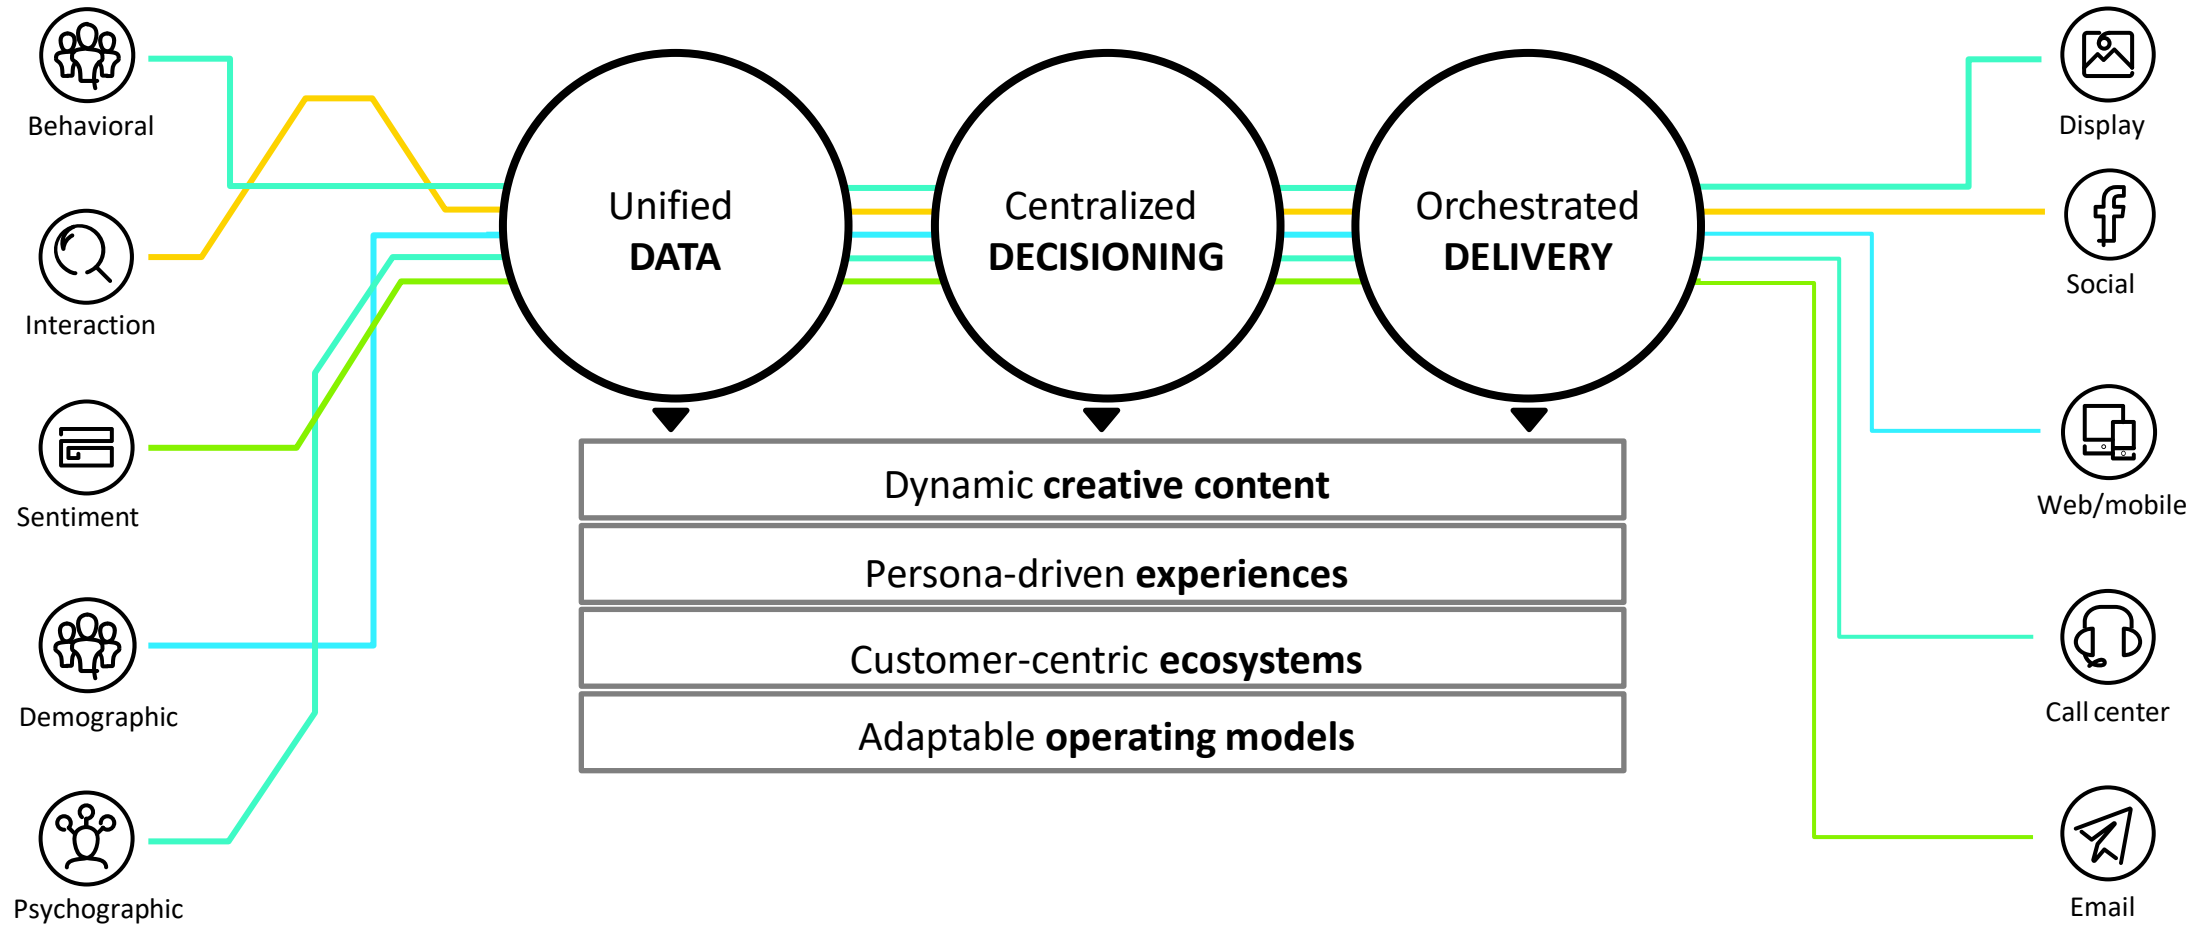 Behavioral
Interaction
Sentiment
Demographic
Psychographic
Unified
DATA
Centralized
DECISIONING
Orchestrated
DELIVERY
Dynamic creative content
Persona-driven experiences
Customer-centric ecosystems
Adaptable operating models
Display
Social
Web/mobile
Call center
Email